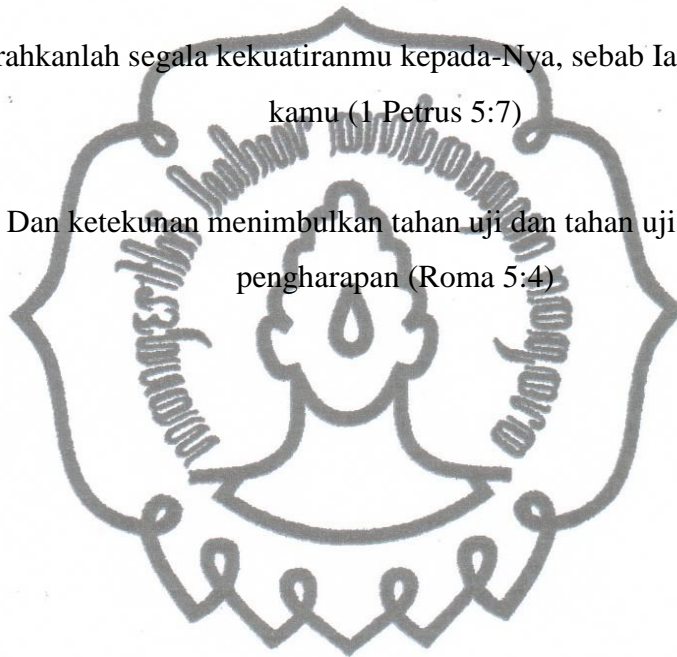 rahkanlah segala kekuatiranmu kepada-Nya, sebab Ia
kamu (1 Petrus 5:7)
Dan ketekunan menimbulkan tahan uji dan tahan uji
pengharapan (Roma 5:4)